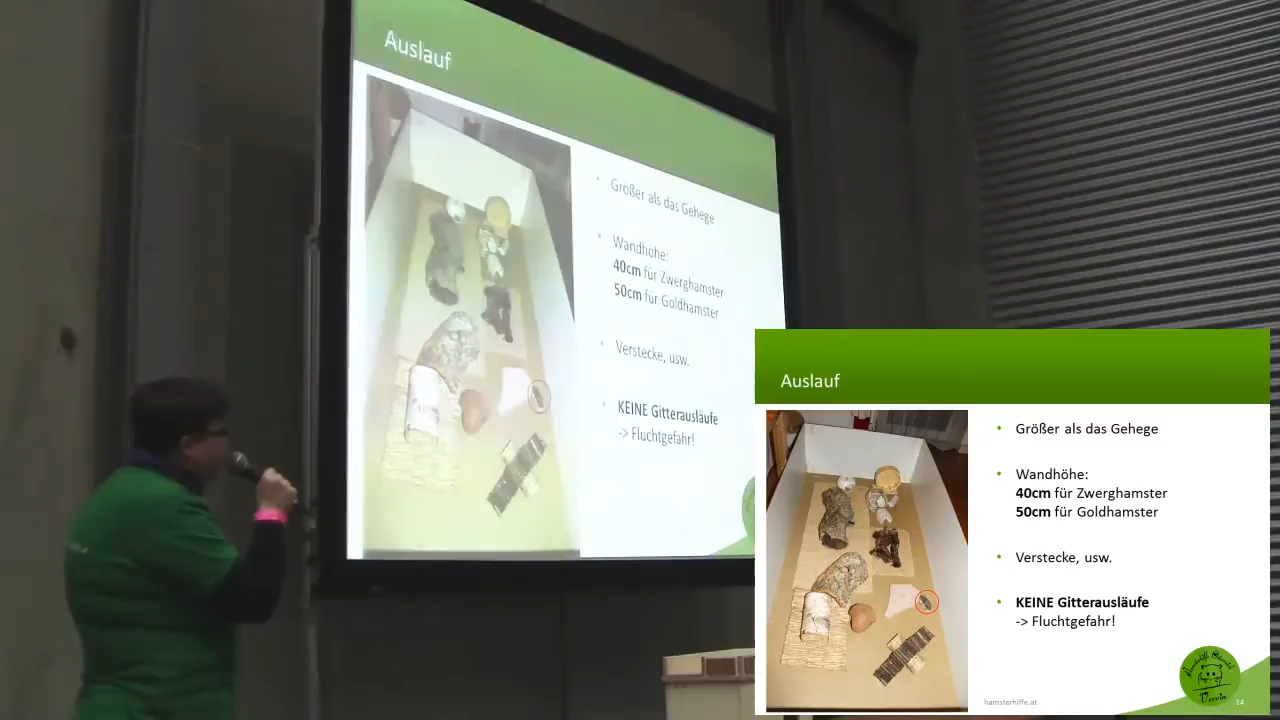 Auslauf
Größer als das Gehege
Wandhöhe:
40cm für Zwerghamster
50cm für Goldhamster
Verstecke, usw.
KEINE Gitterausläufe
-> Fluchtgefahr!
Auslauf
Größer als das Gehege
Wandhöhe:
40cm für Zwerghamster
50cm für Goldhamster
Verstecke, usw.
KEINE Gitterausläufe
-> Fluchtgefahr!
Verein
hamsterhilfe.at
14